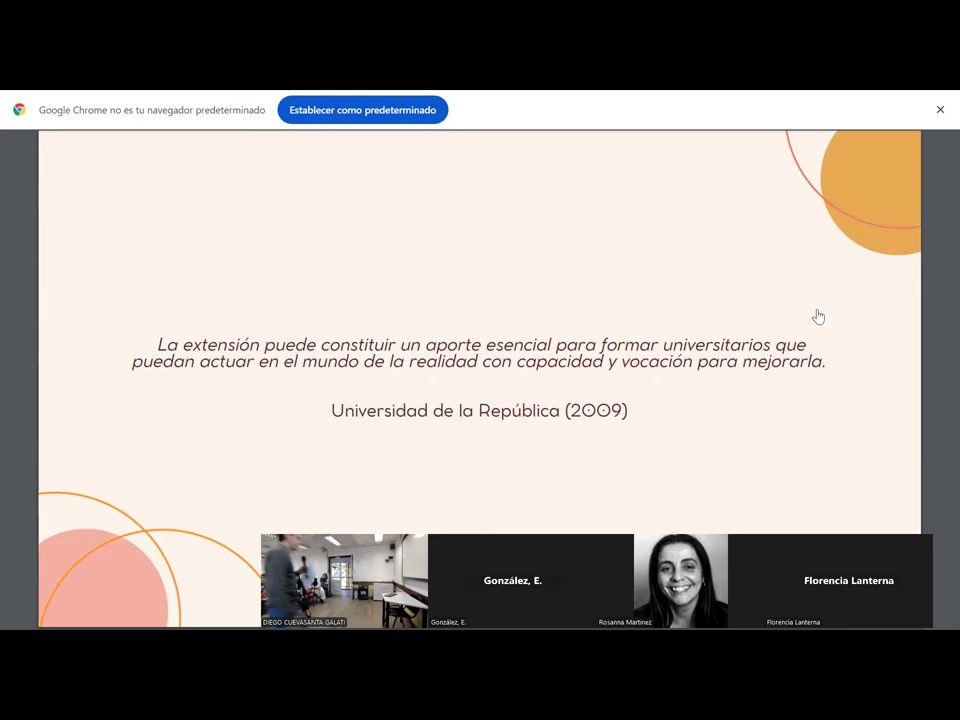 Google Chrome no es tu navegador predeterminado
Establecer como predeterminado
La extensión puede constituir un aporte esencial para formar universitarios que
puedan actuar en el mundo de la realidad con capacidad y vocación para mejorarla.
Universidad de la República (2009)
González, E.
Florencia Lanterna
DIEGO CUEVASANTA GALATI
González, E.
Rosanna Martinez
Florencia Lanterna